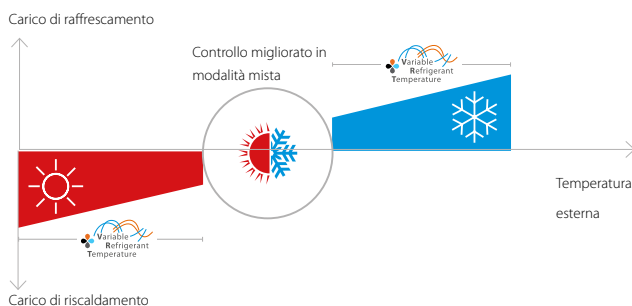 Carico di raffrescamento
Controllo migliorato in
modalità mista
Variable
Refrigerant
Temperature
Temperatura
esterna
Variable
Refrigerant
Temperature
Carico di riscaldamento